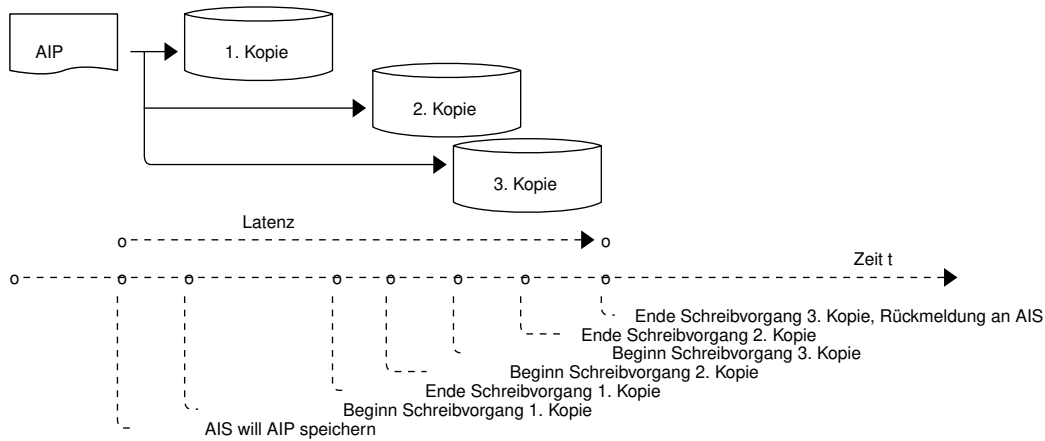 AIP
1. Kopie
2. Kopie
3. Kopie
Latenz
Zeit t
Ende Schreibvorgang 3. Kopie, Rückmeldung an AIS
Ende Schreibvorgang 2. Kopie
Beginn Schreibvorgang 3. Kopie
Beginn Schreibvorgang 2. Kopie
Ende Schreibvorgang 1. Kopie
Beginn Schreibvorgang 1. Kopie
AIS will AIP speichern